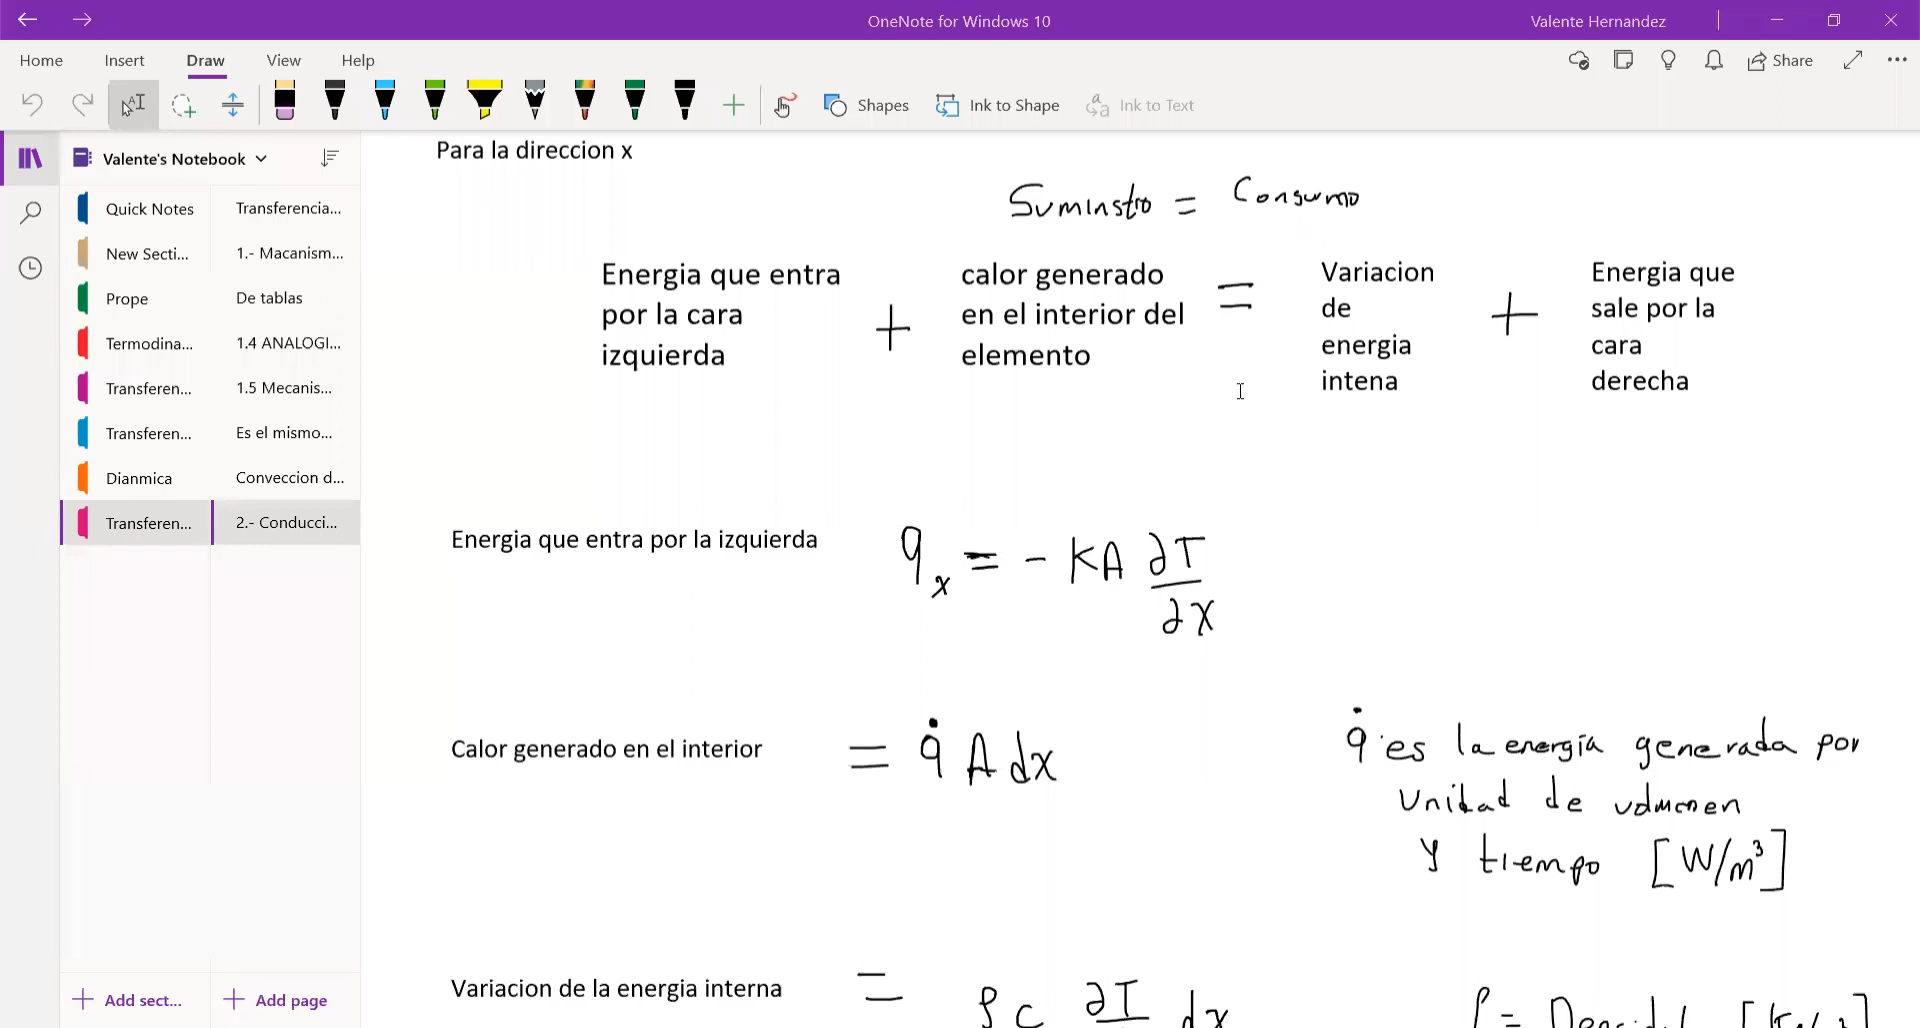 OneNote for Windows 10
Valente Hernandez
Home Insert Draw View Help
Share
Shapes Ink to Shape Ink to Text
Valente's Notebook
Quick Notes
New Secti...
Prope
Termodina...
Transferen...
Transferen...
Dianmica
Transferen...
Add sect...
Transferencia...
1.- Macanism...
De tablas
1.4 ANALOGI...
1.5 Mecanis...
Es el mismo...
Conveccion d...
2.- Conducci...
Add page
Para la direccion x
Suminstro = Consumo
Energia que entra
por la cara
izquierda
+
calor generado
en el interior del
elemento
=
Variacion
de
energia
intena
+
Energia que
sale por la
cara
derecha
Energia que entra por la izquierda
q_x = - KA ∂T/∂x
Calor generado en el interior
= q̇ A dx
q̇ es la energía generada por
unidad de volumen
y tiempo [W/m³]
Variacion de la energia interna
= ρ c ∂T dx
ρ = Densidad